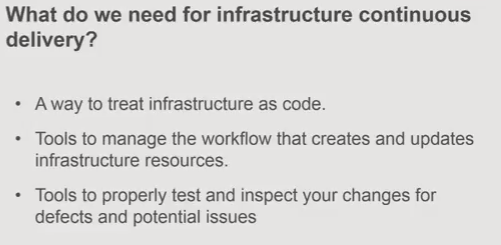 What do we need for infrastructure continuous
delivery?
• A way to treat infrastructure as code.
• Tools to manage the workflow that creates and updates
infrastructure resources.
• Tools to properly test and inspect your changes for
defects and potential issues